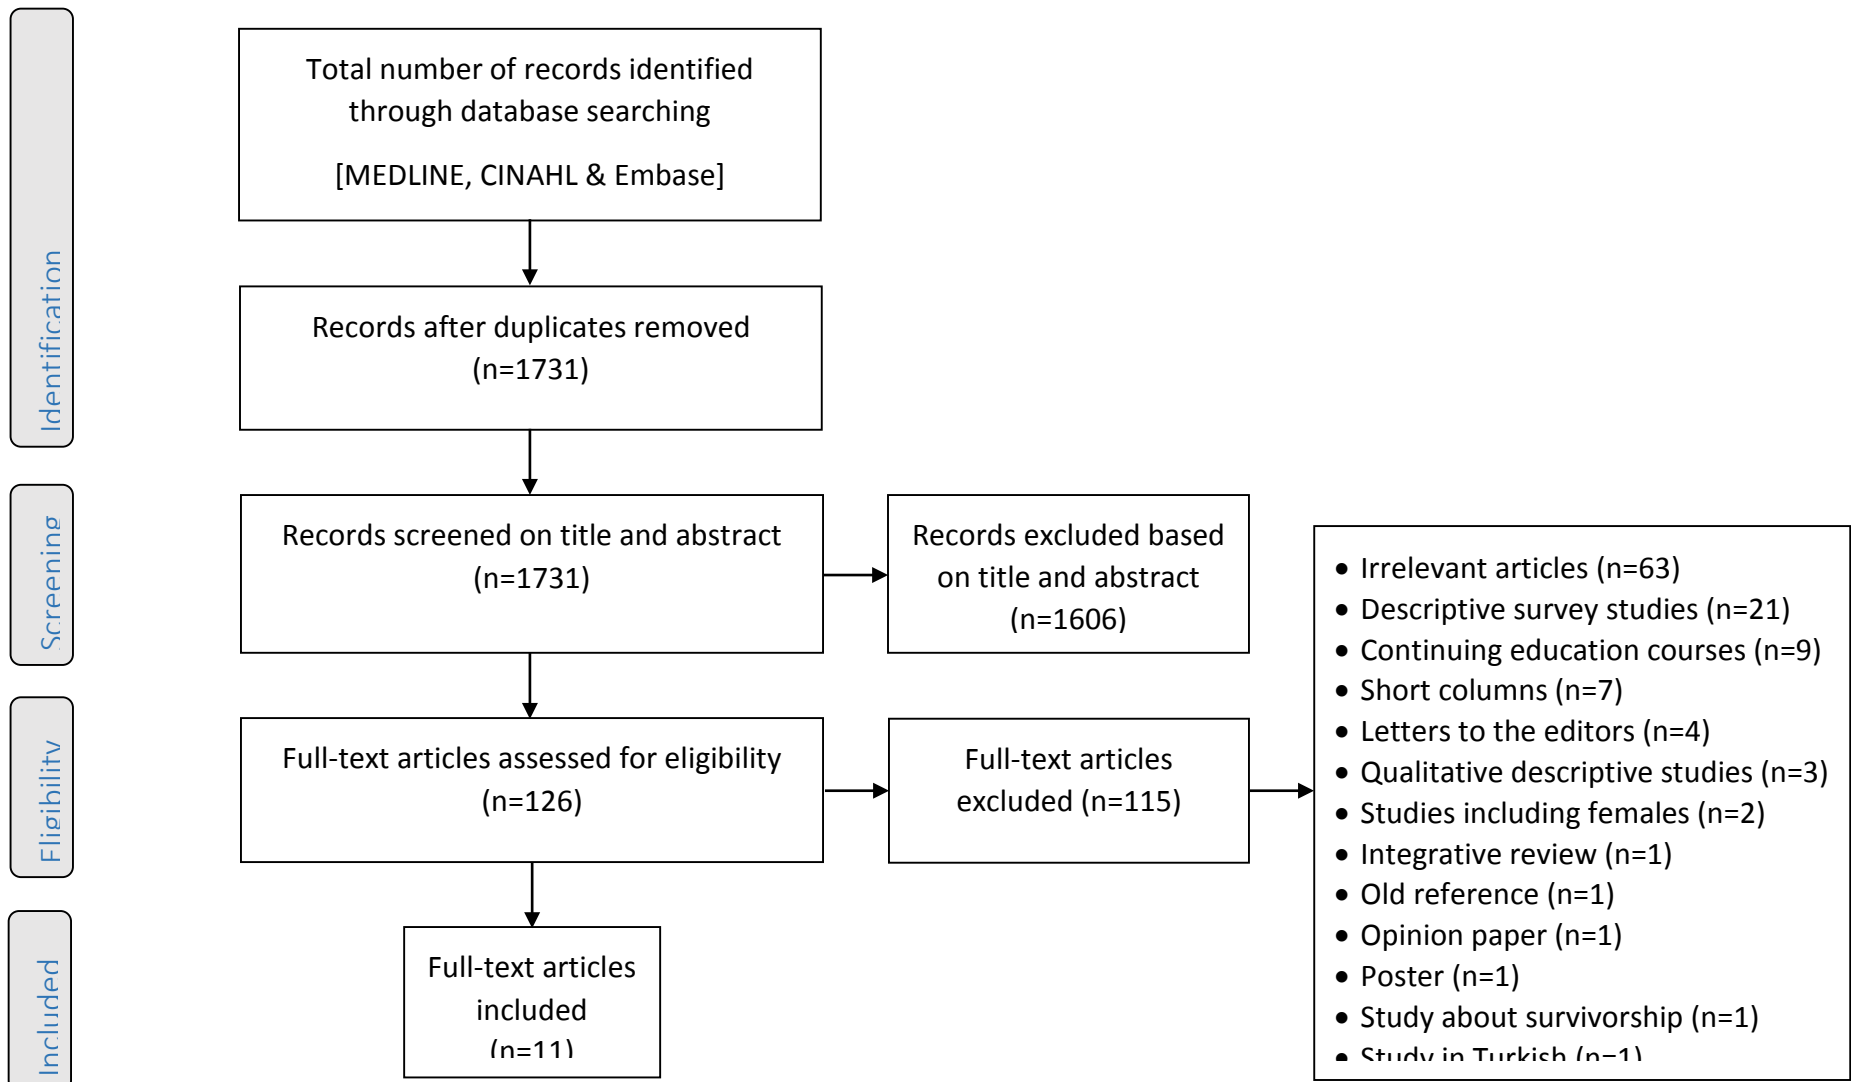 Identification
Total number of records identified
through database searching
[MEDLINE, CINAHL & Embase]
Records after duplicates removed
(n=1731)
Screening
Records screened on title and abstract
(n=1731)
Records excluded based
on title and abstract
(n=1606)
Eligibility
Full-text articles assessed for eligibility
(n=126)
Full-text articles
excluded (n=115)
• Irrelevant articles (n=63)
• Descriptive survey studies (n=21)
• Continuing education courses (n=9)
• Short columns (n=7)
• Letters to the editors (n=4)
• Qualitative descriptive studies (n=3)
• Studies including females (n=2)
• Integrative review (n=1)
• Old reference (n=1)
• Opinion paper (n=1)
• Poster (n=1)
• Study about survivorship (n=1)
• Study in Turkish (n=1)
Included
Full-text articles
included
(n=11)